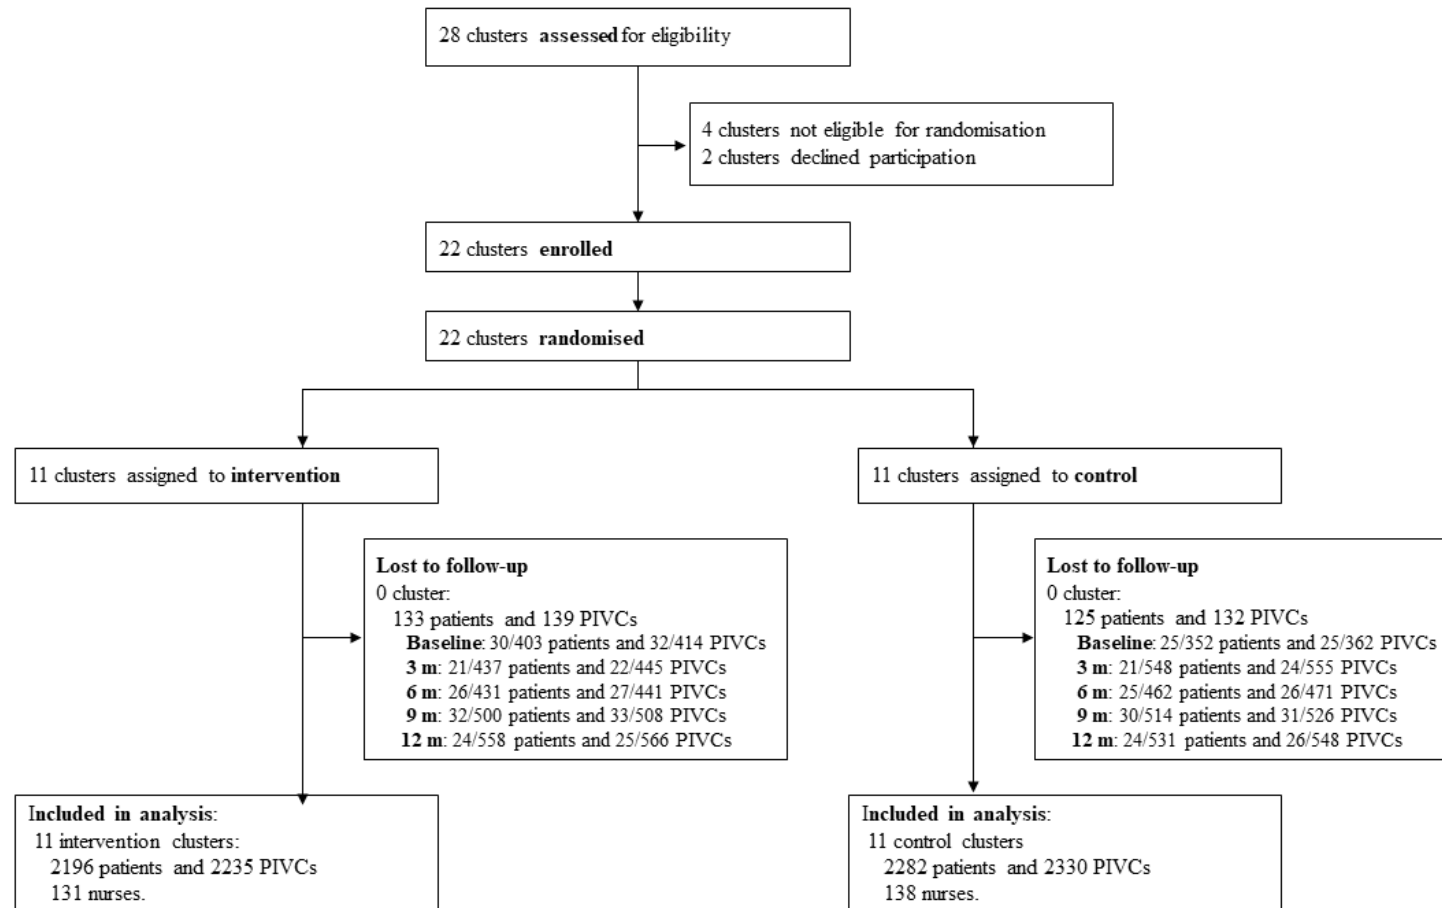 28 clusters assessed for eligibility
4 clusters not eligible for randomisation
2 clusters declined participation
22 clusters enrolled
22 clusters randomised
11 clusters assigned to intervention
11 clusters assigned to control
Lost to follow-up
0 cluster:
133 patients and 139 PIVCs
Baseline: 30/403 patients and 32/414 PIVCs
3 m: 21/437 patients and 22/445 PIVCs
6 m: 26/431 patients and 27/441 PIVCs
9 m: 32/500 patients and 33/508 PIVCs
12 m: 24/558 patients and 25/566 PIVCs
Lost to follow-up
0 cluster:
125 patients and 132 PIVCs
Baseline: 25/352 patients and 25/362 PIVCs
3 m: 21/548 patients and 24/555 PIVCs
6 m: 25/462 patients and 26/471 PIVCs
9 m: 30/514 patients and 31/526 PIVCs
12 m: 24/531 patients and 26/548 PIVCs
Included in analysis:
11 intervention clusters:
2196 patients and 2235 PIVCs
131 nurses.
Included in analysis:
11 control clusters
2282 patients and 2330 PIVCs
138 nurses.